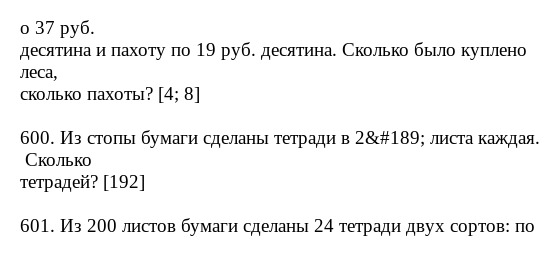 о 37 руб.
десятина и пахоту по 19 руб. десятина. Сколько было куплено
леса,
сколько пахоты? [4; 8]
600. Из стопы бумаги сделаны тетради в 2&#189; листа каждая.
Сколько
тетрадей? [192]
601. Из 200 листов бумаги сделаны 24 тетради двух сортов: по